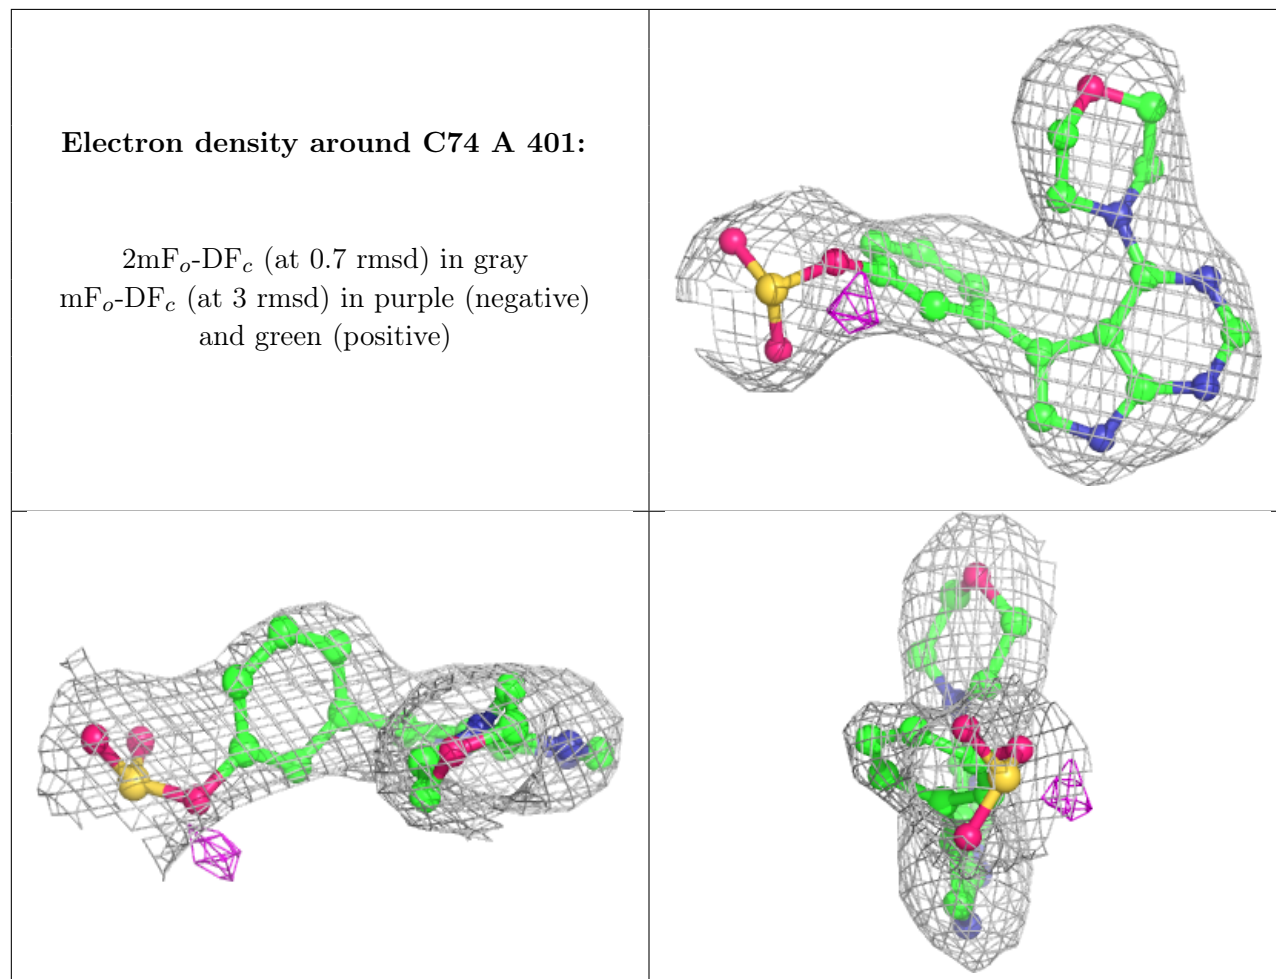 Electron density around C74 A 401:
2mFo-DFc (at 0.7 rmsd) in gray
mFo-DFc (at 3 rmsd) in purple (negative)
and green (positive)